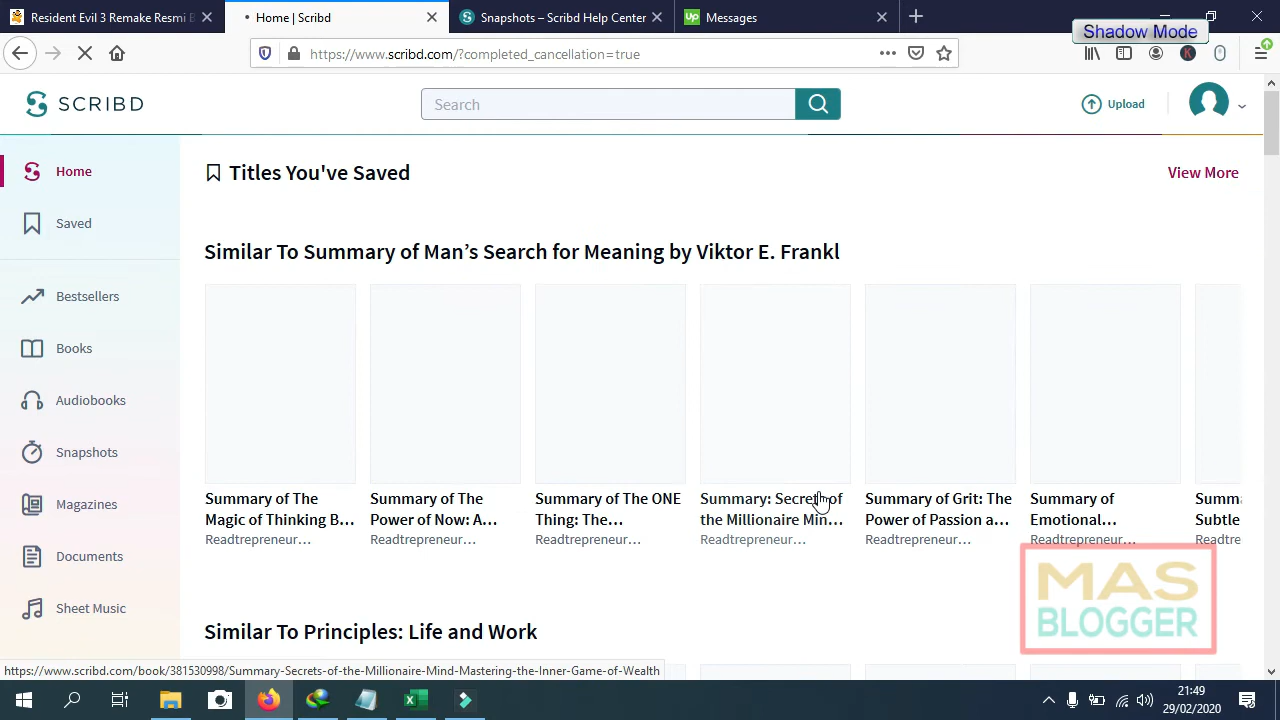 Resident Evil 3 Remake Resmi B
Home | Scribd
Snapshots – Scribd Help Center
Up
Messages
Shadow Mode
https://www.scribd.com/?completed_cancellation=true
K
SCRIBD
Search
Upload
Home
Saved
Bestsellers
Books
Audiobooks
Snapshots
Magazines
Documents
Sheet Music
Titles You've Saved
View More
Similar To Summary of Man’s Search for Meaning by Viktor E. Frankl
Summary of The
Magic of Thinking B...
Readtrepreneur...
Summary of The
Power of Now: A...
Readtrepreneur...
Summary of The ONE
Thing: The...
Readtrepreneur...
Summary: Secrets of
the Millionaire Min...
Readtrepreneur...
Summary of Grit: The
Power of Passion a...
Readtrepreneur...
Summary of
Emotional...
Readtrepreneur...
Summa
Subtle
Readtre
MAS
BLOGGER
Similar To Principles: Life and Work
https://www.scribd.com/book/381530998/Summary-Secrets-of-the-Millionaire-Mind-Mastering-the-Inner-Game-of-Wealth
21:49
29/02/2020